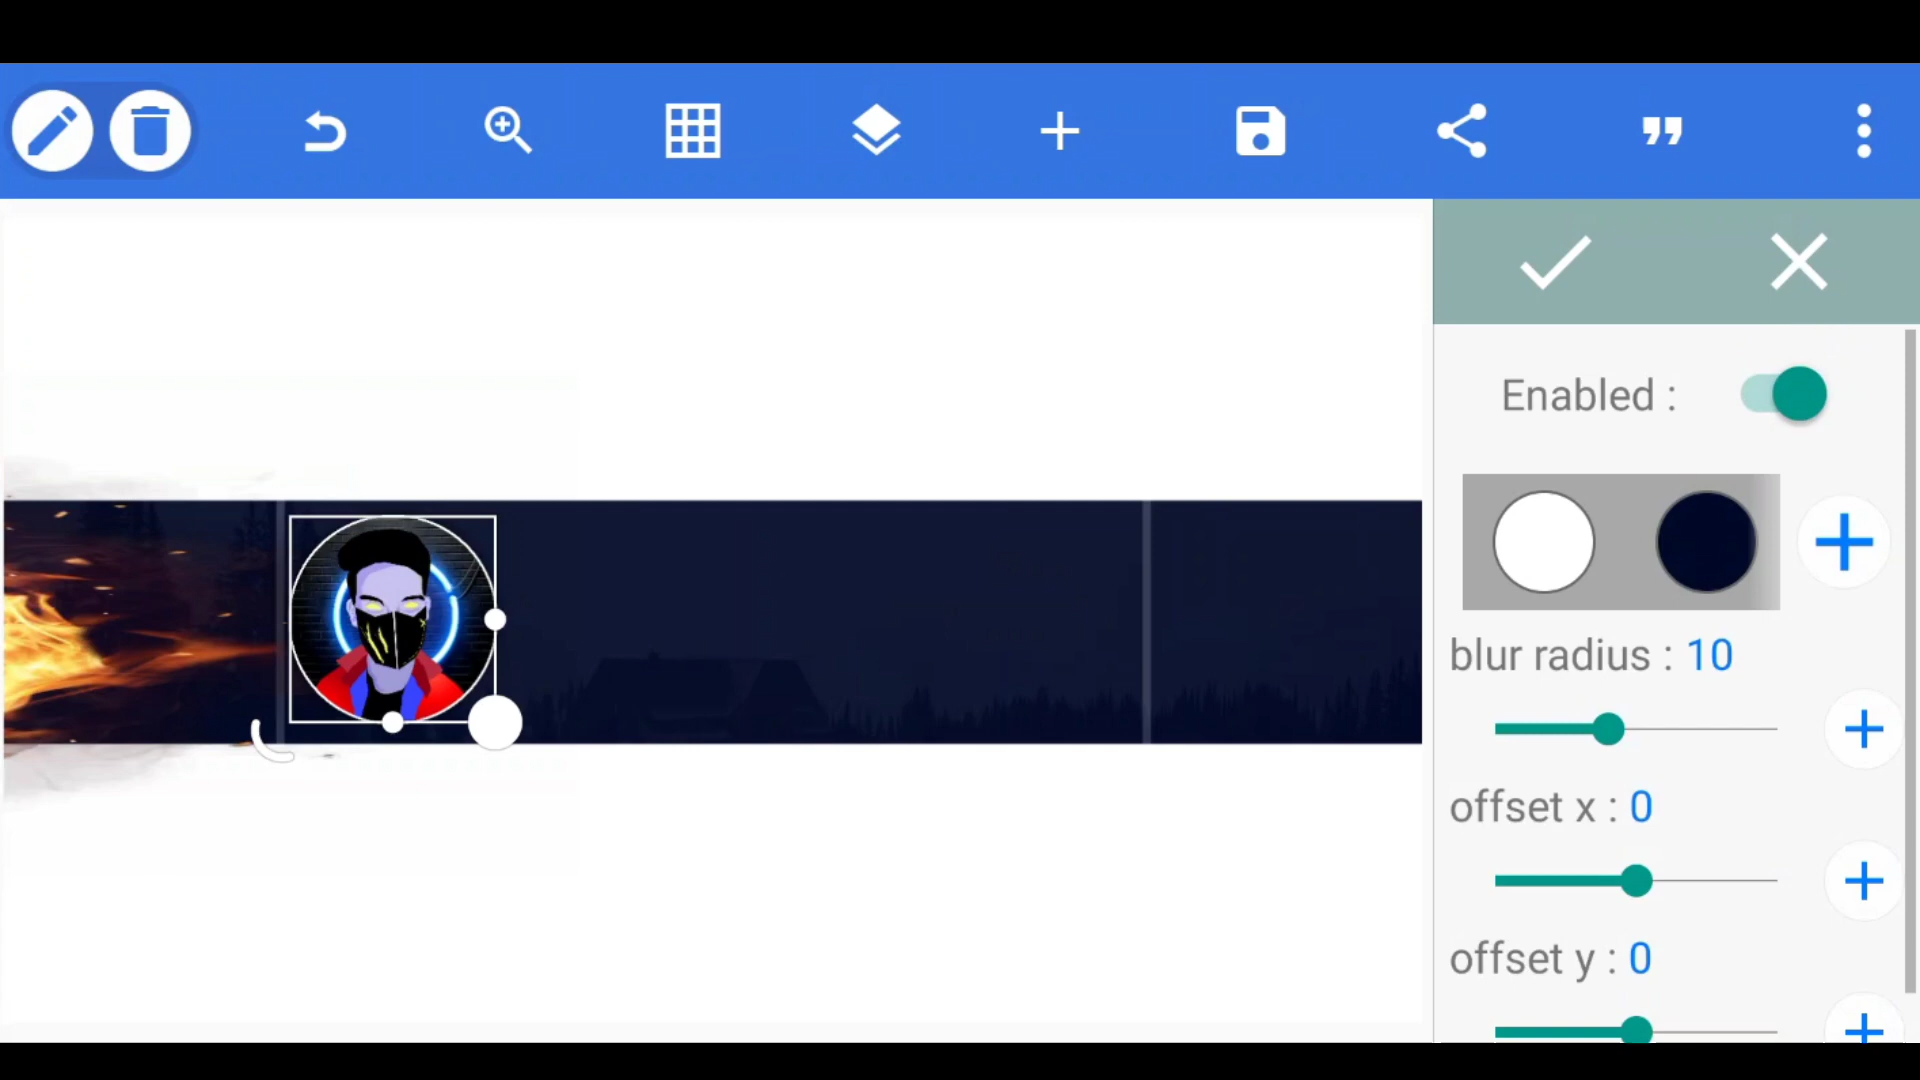 Enabled :
blur radius : 10
offset x : 0
offset y : 0